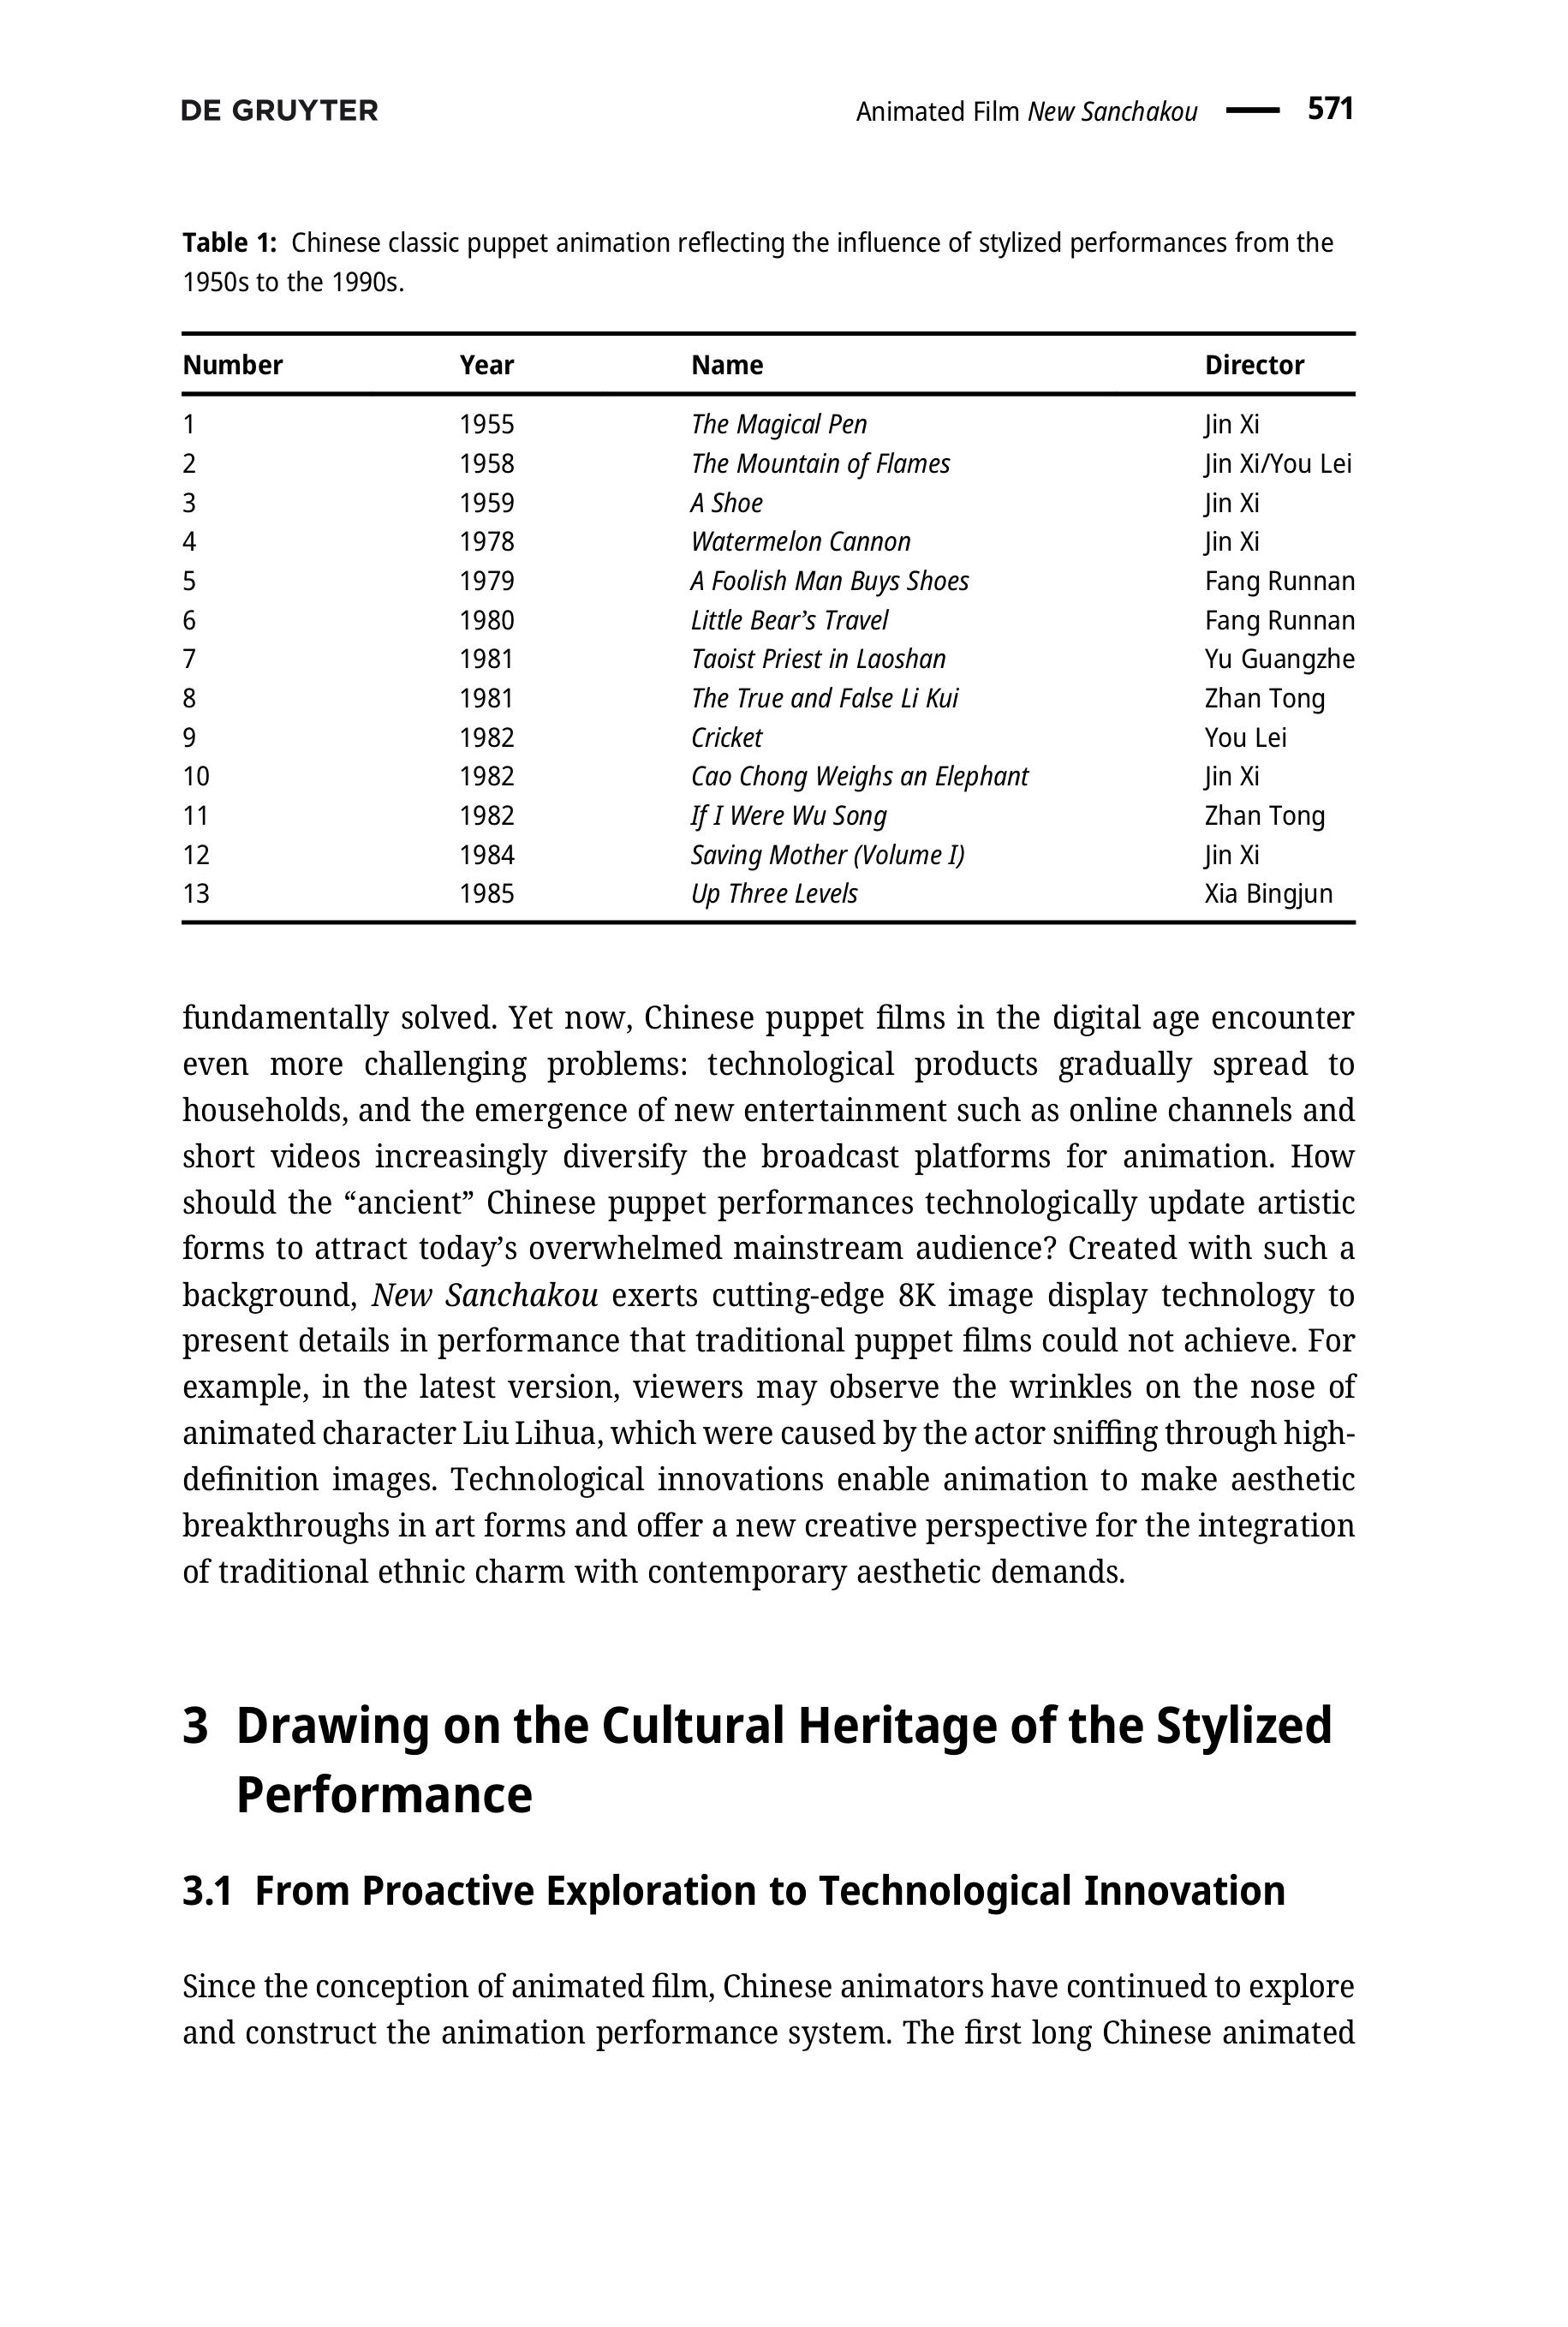 DE GRUYTER
Animated Film New Sanchakou — 571
Table 1: Chinese classic puppet animation reflecting the influence of stylized performances from the
1950s to the 1990s.
Number Year Name Director
1 1955 The Magical Pen Jin Xi
2 1958 The Mountain of Flames Jin Xi/You Lei
3 1959 A Shoe Jin Xi
4 1978 Watermelon Cannon Jin Xi
5 1979 A Foolish Man Buys Shoes Fang Runnan
6 1980 Little Bear’s Travel Fang Runnan
7 1981 Taoist Priest in Laoshan Yu Guangzhe
8 1981 The True and False Li Kui Zhan Tong
9 1982 Cricket You Lei
10 1982 Cao Chong Weighs an Elephant Jin Xi
11 1982 If I Were Wu Song Zhan Tong
12 1984 Saving Mother (Volume I) Jin Xi
13 1985 Up Three Levels Xia Bingjun
fundamentally solved. Yet now, Chinese puppet films in the digital age encounter
even more challenging problems: technological products gradually spread to
households, and the emergence of new entertainment such as online channels and
short videos increasingly diversify the broadcast platforms for animation. How
should the “ancient” Chinese puppet performances technologically update artistic
forms to attract today’s overwhelmed mainstream audience? Created with such a
background, New Sanchakou exerts cutting-edge 8K image display technology to
present details in performance that traditional puppet films could not achieve. For
example, in the latest version, viewers may observe the wrinkles on the nose of
animated character Liu Lihua, which were caused by the actor sniffing through high-
definition images. Technological innovations enable animation to make aesthetic
breakthroughs in art forms and offer a new creative perspective for the integration
of traditional ethnic charm with contemporary aesthetic demands.
3 Drawing on the Cultural Heritage of the Stylized
Performance
3.1 From Proactive Exploration to Technological Innovation
Since the conception of animated film, Chinese animators have continued to explore
and construct the animation performance system. The first long Chinese animated